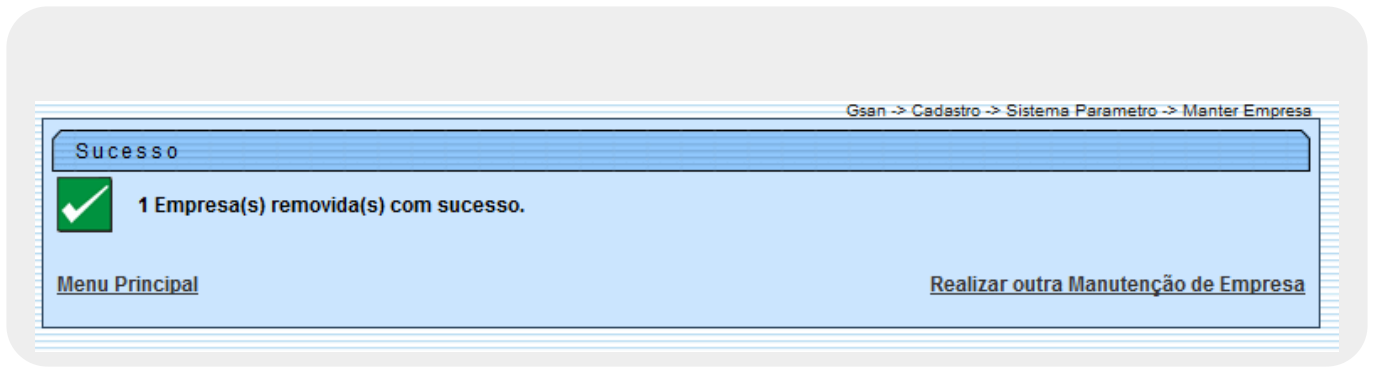 Gsan -> Cadastro -> Sistema Parametro -> Manter Empresa
Sucesso
1 Empresa(s) removida(s) com sucesso.
Menu Principal
Realizar outra Manutenção de Empresa